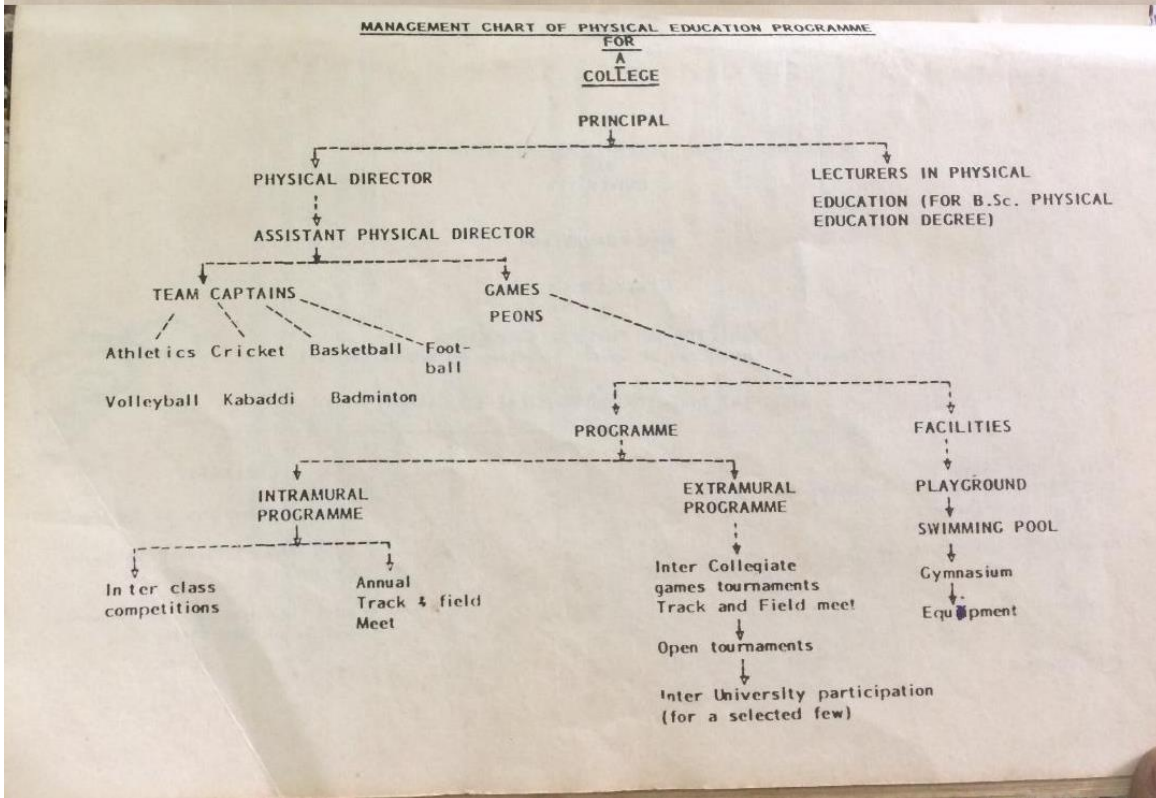 MANAGEMENT CHART OF PHYSICAL EDUCATION PROGRAMME
FOR
A
COLLEGE
PRINCIPAL
PHYSICAL DIRECTOR
LECTURERS IN PHYSICAL
EDUCATION (FOR B.Sc. PHYSICAL
EDUCATION DEGREE)
ASSISTANT PHYSICAL DIRECTOR
TEAM CAPTAINS
GAMES
PEONS
Athletics Cricket Basketball Foot-
ball
Volleyball Kabaddi Badminton
PROGRAMME
FACILITIES
INTRAMURAL
PROGRAMME
EXTRAMURAL
PROGRAMME
PLAYGROUND
SWIMMING POOL
Gymnasium
Equipment
Inter class
competitions
Annual
Track & field
Meet
Inter Collegiate
games tournaments
Track and Field meet
Open tournaments
Inter University participation
(for a selected few)